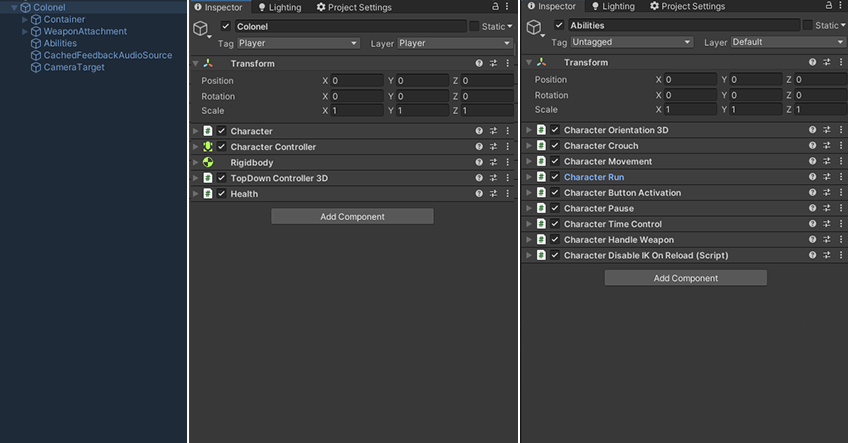 Colonel
Container
WeaponAttachment
Abilities
CachedFeedbackAudioSource
CameraTarget
Inspector Lighting Project Settings
Colonel Static
Tag Player Layer Player
Transform
Position X 0 Y 0 Z 0
Rotation X 0 Y 0 Z 0
Scale X 1 Y 1 Z 1
# Character
Character Controller
Rigidbody
# TopDown Controller 3D
# Health
Add Component
Inspector Lighting Project Settings
Abilities Static
Tag Untagged Layer Default
Transform
Position X 0 Y 0 Z 0
Rotation X 0 Y 0 Z 0
Scale X 1 Y 1 Z 1
# Character Orientation 3D
# Character Crouch
# Character Movement
# Character Run
# Character Button Activation
# Character Pause
# Character Time Control
# Character Handle Weapon
# Character Disable IK On Reload (Script)
Add Component